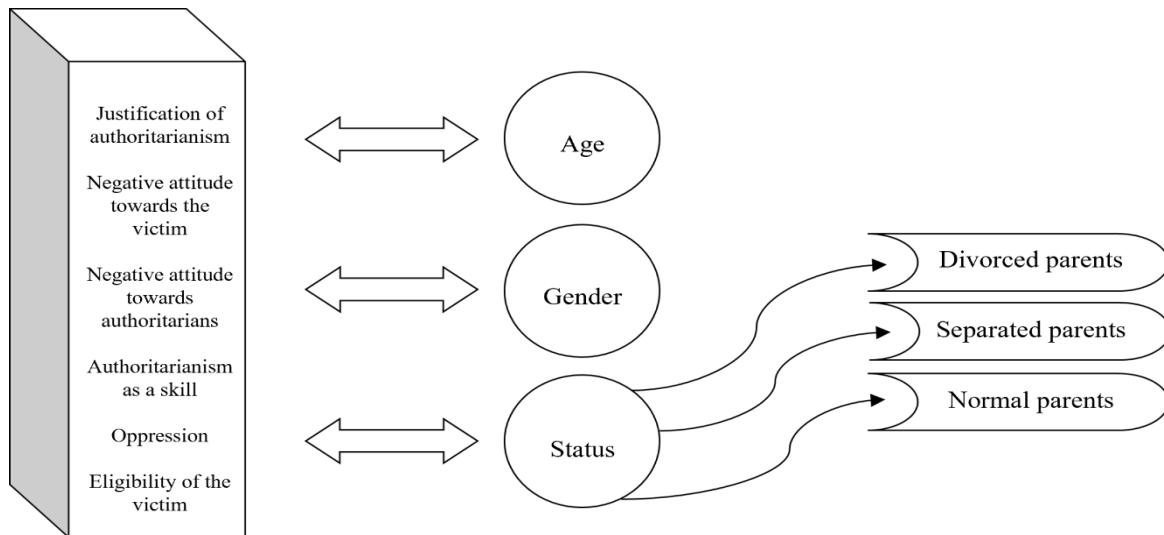 Justification of
authoritarianism
Negative attitude
towards the
victim
Negative attitude
towards
authoritarians
Authoritarianism
as a skill
Oppression
Eligibility of the
victim
Age
Gender
Status
Divorced parents
Separated parents
Normal parents